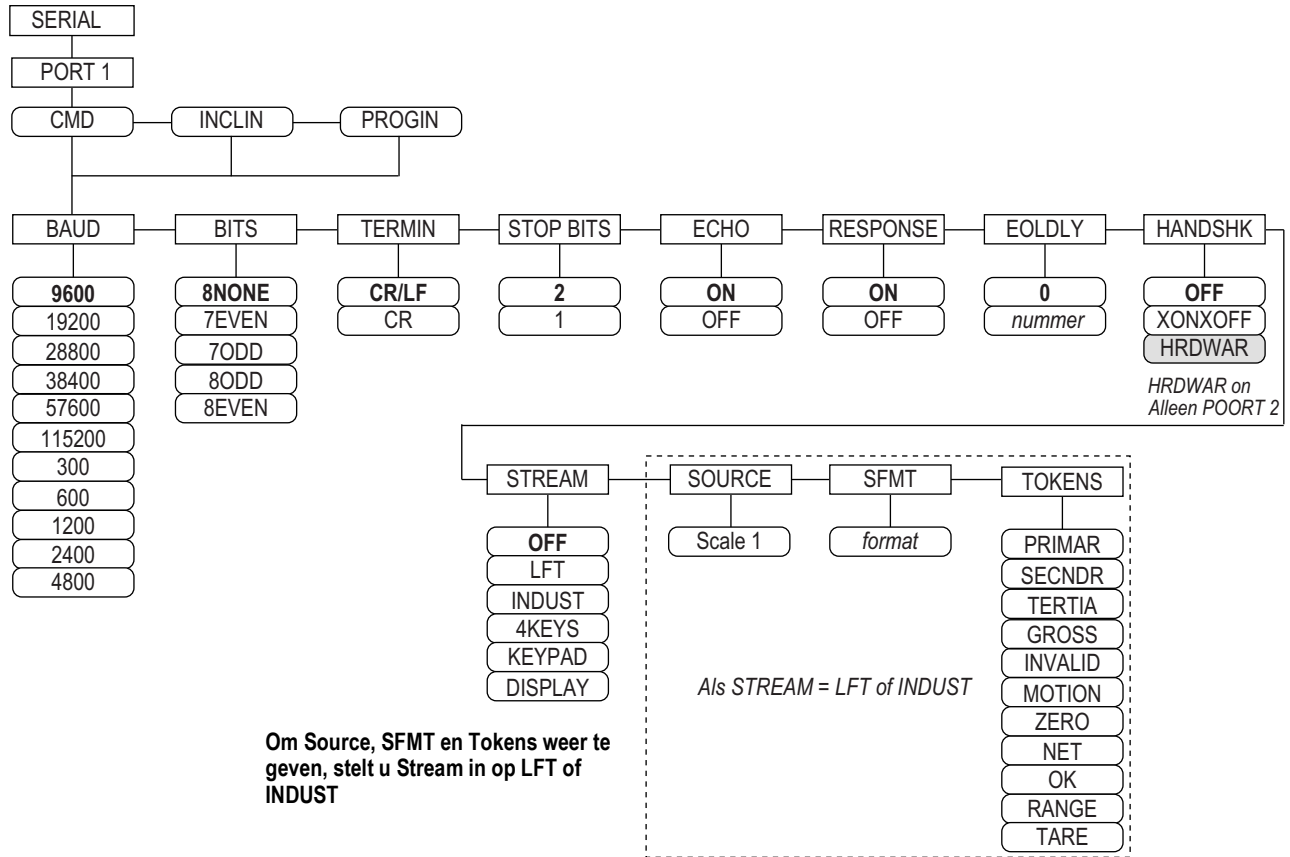 SERIAL
PORT 1
CMD INCLIN PROGIN
BAUD BITS TERMIN STOP BITS ECHO RESPONSE EOLDLY HANDSHK
9600 8NONE CR/LF 2 ON ON 0 OFF
19200 7EVEN CR 1 OFF OFF nummer XONXOFF
28800 7ODD HRDWAR
38400 8ODD HRDWAR on
57600 8EVEN Alleen POORT 2
115200
300
600
1200
2400
4800
STREAM SOURCE SFMT TOKENS
OFF Scale 1 format PRIMAR
LFT SECNDR
INDUST TERTIA
4KEYS GROSS
KEYPAD INVALID
DISPLAY MOTION
ZERO
NET
OK
RANGE
TARE
Als STREAM = LFT of INDUST
Om Source, SFMT en Tokens weer te
geven, stelt u Stream in op LFT of
INDUST